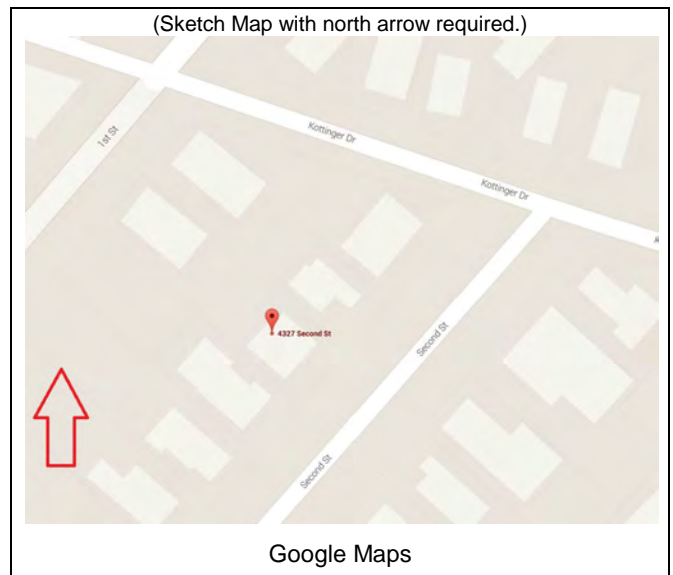 (Sketch Map with north arrow required.)
Kottinger Dr
1st St
Kottinger Dr
4327 Second St
Second St
Second St
Google Maps